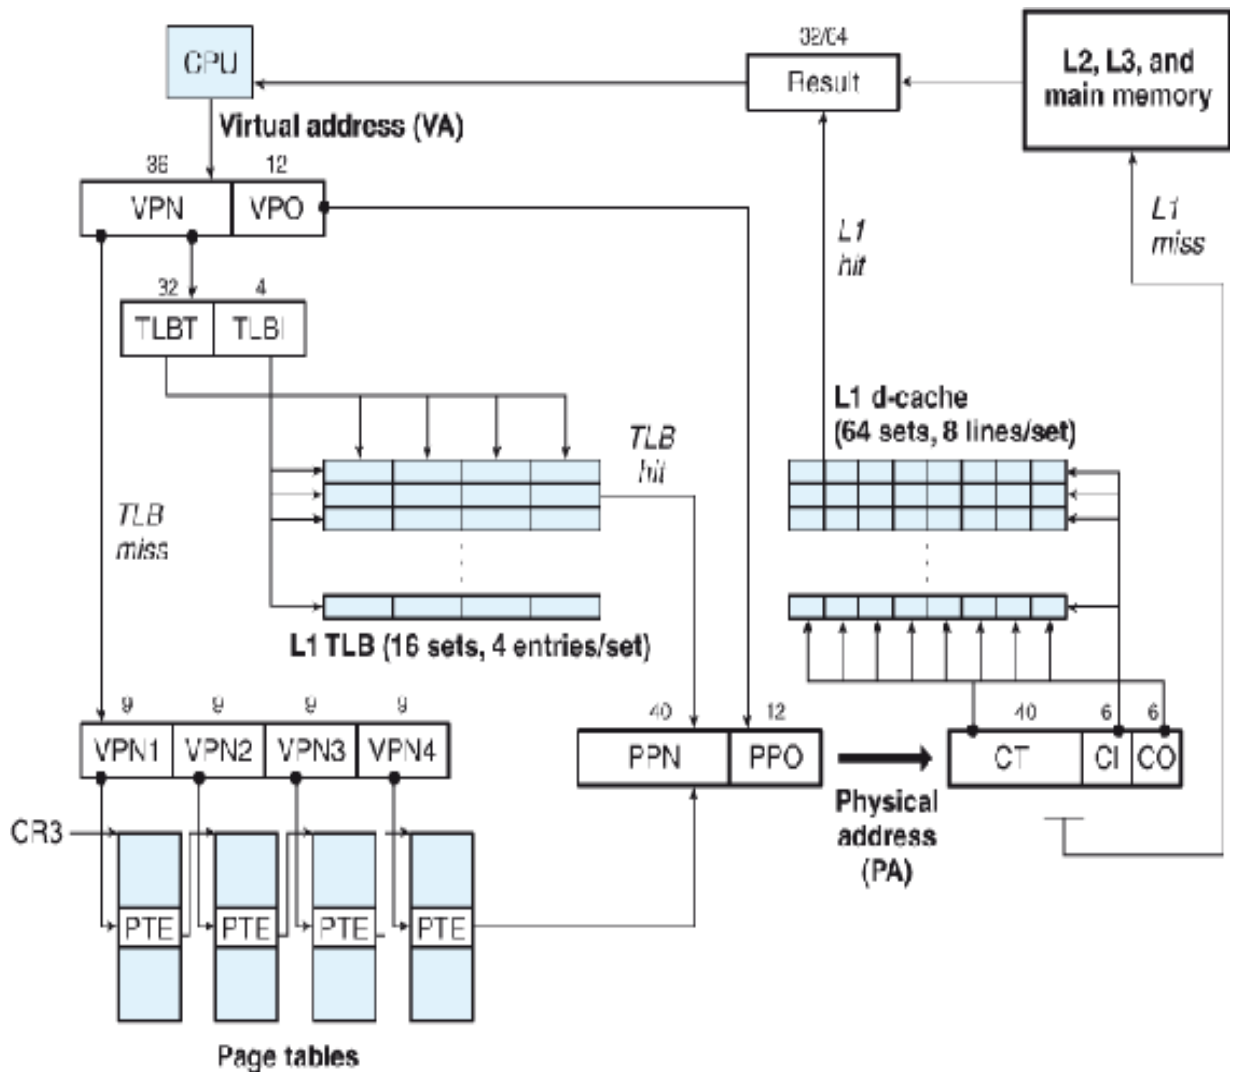 32/64
CPU
Result
L2, L3, and
main memory
Virtual address (VA)
36
12
VPN
VPO
L1
hit
L1
miss
32
4
TLBT
TLBI
L1 d-cache
(64 sets, 8 lines/set)
TLB
hit
TLB
miss
L1 TLB (16 sets, 4 entries/set)
9
9
9
9
40
12
40
6
6
VPN1
VPN2
VPN3
VPN4
PPN
PPO
CT
CI
CO
Physical
address
(PA)
CR3
PTE
PTE
PTE
PTE
Page tables